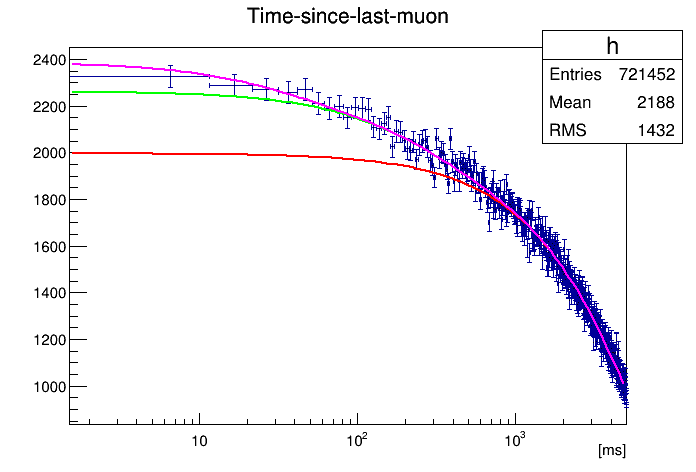 Time-since-last-muon
h
Entries 721452
Mean 2188
RMS 1432
2400
2200
2000
1800
1600
1400
1200
1000
10 10² 10³
[ms]